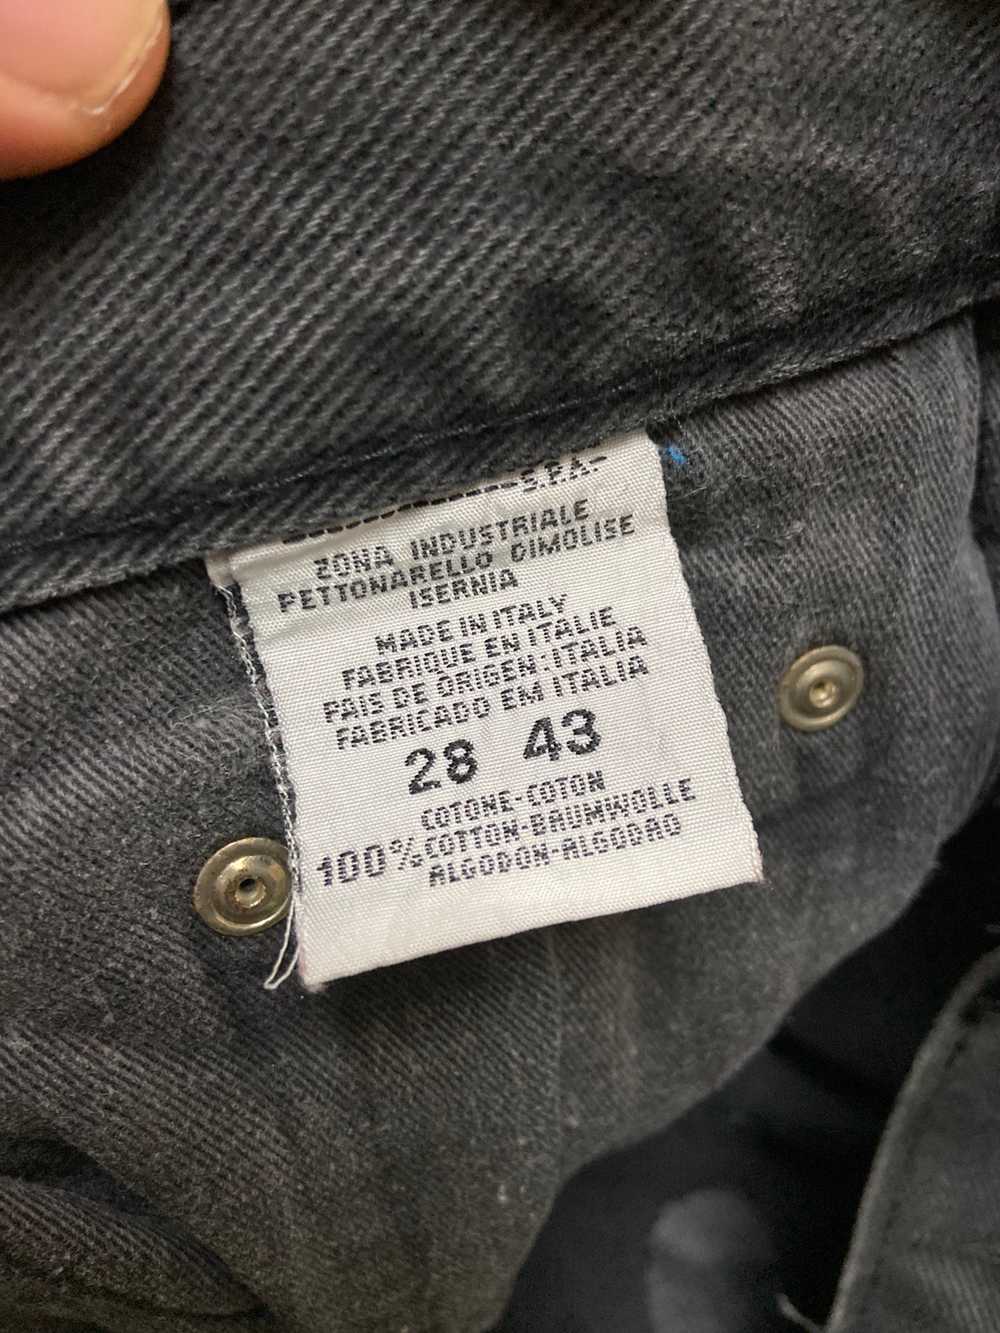 S.P.A.-
ZONA INDUSTRIALE
PETTONARELLO DIMOLISE
ISERNIA
MADE IN ITALY
FABRIQUE EN ITALIE
PAIS DE ORIGEN:ITALIA
FABRICADO EM ITALIA
28 43
COTONE-COTON
100% COTTON-BAUMWOLLE
ALGODON-ALGODAO